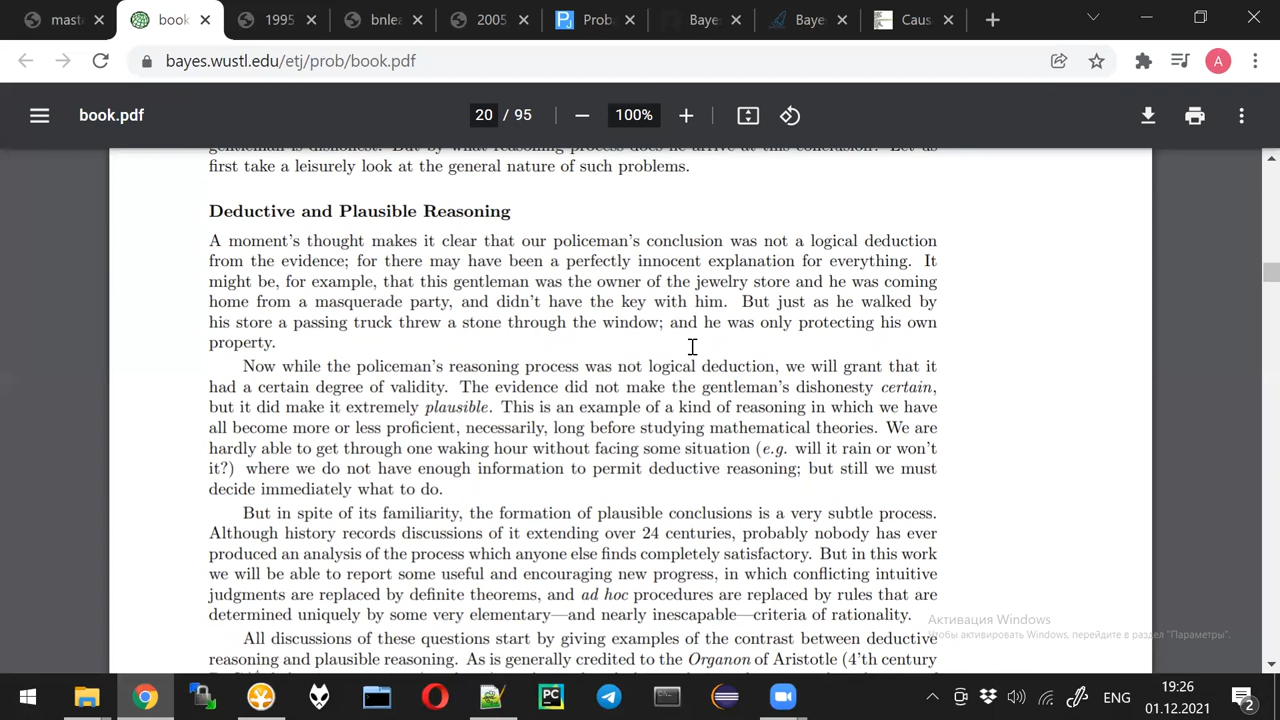 mast
book
1995
bnlea
2005
Prob
Baye
Baye
Caus
bayes.wustl.edu/etj/prob/book.pdf
A
book.pdf
20 / 95
100%
first take a leisurely look at the general nature of such problems.
Deductive and Plausible Reasoning
A moment's thought makes it clear that our policeman's conclusion was not a logical deduction
from the evidence; for there may have been a perfectly innocent explanation for everything. It
might be, for example, that this gentleman was the owner of the jewelry store and he was coming
home from a masquerade party, and didn't have the key with him. But just as he walked by
his store a passing truck threw a stone through the window; and he was only protecting his own
property.
Now while the policeman's reasoning process was not logical deduction, we will grant that it
had a certain degree of validity. The evidence did not make the gentleman's dishonesty certain,
but it did make it extremely plausible. This is an example of a kind of reasoning in which we have
all become more or less proficient, necessarily, long before studying mathematical theories. We are
hardly able to get through one waking hour without facing some situation (e.g. will it rain or won't
it?) where we do not have enough information to permit deductive reasoning; but still we must
decide immediately what to do.
But in spite of its familiarity, the formation of plausible conclusions is a very subtle process.
Although history records discussions of it extending over 24 centuries, probably nobody has ever
produced an analysis of the process which anyone else finds completely satisfactory. But in this work
we will be able to report some useful and encouraging new progress, in which conflicting intuitive
judgments are replaced by definite theorems, and ad hoc procedures are replaced by rules that are
determined uniquely by some very elementary—and nearly inescapable—criteria of rationality.
All discussions of these questions start by giving examples of the contrast between deductive
reasoning and plausible reasoning. As is generally credited to the Organon of Aristotle (4'th century
Активация Windows
Чтобы активировать Windows, перейдите в раздел "Параметры".
PC
ENG
19:26
01.12.2021
2